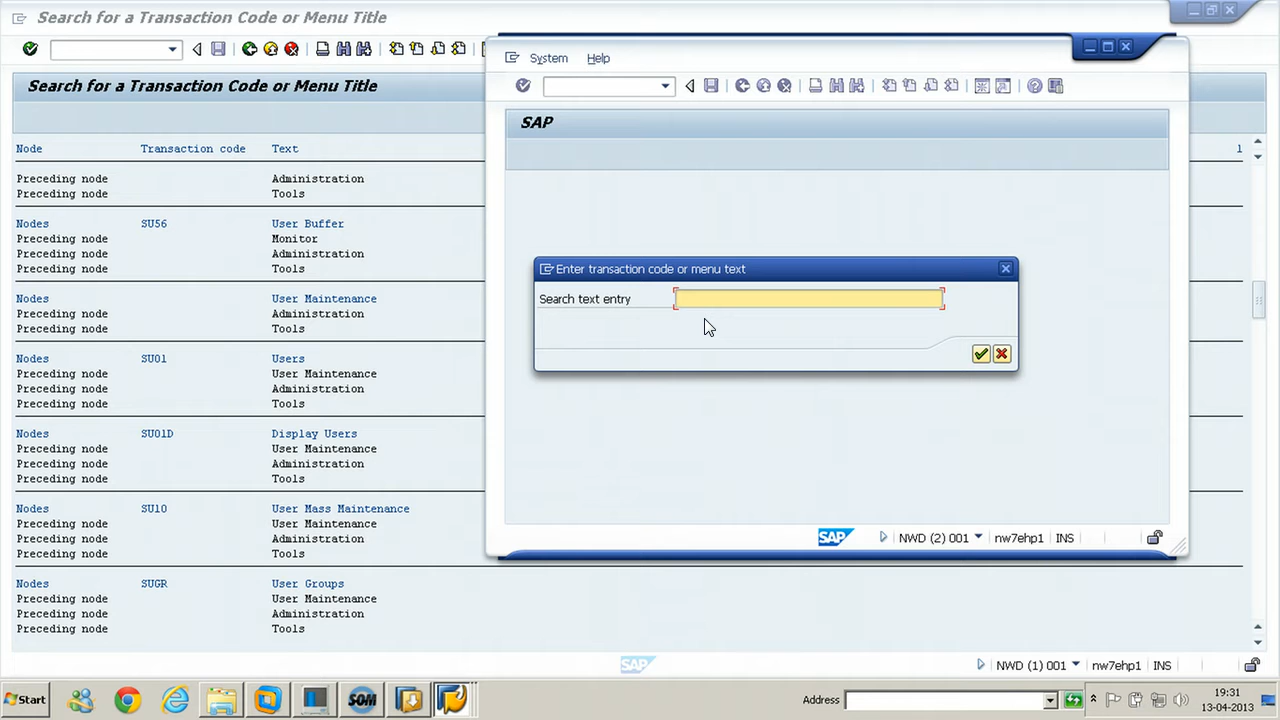 Search for a Transaction Code or Menu Title
Search for a Transaction Code or Menu Title
Node Transaction code Text 1
Preceding node Administration
Preceding node Tools
Nodes SU56 User Buffer
Preceding node Monitor
Preceding node Administration
Preceding node Tools
Nodes User Maintenance
Preceding node Administration
Preceding node Tools
Nodes SU01 Users
Preceding node User Maintenance
Preceding node Administration
Preceding node Tools
Nodes SU01D Display Users
Preceding node User Maintenance
Preceding node Administration
Preceding node Tools
Nodes SU10 User Mass Maintenance
Preceding node User Maintenance
Preceding node Administration
Preceding node Tools
Nodes SUGR User Groups
Preceding node User Maintenance
Preceding node Administration
Preceding node Tools
System Help
SAP
Enter transaction code or menu text
Search text entry
SAP NWD (2) 001 nw7ehp1 INS
SAP NWD (1) 001 nw7ehp1 INS
Start SOM Address 19:31
13-04-2013